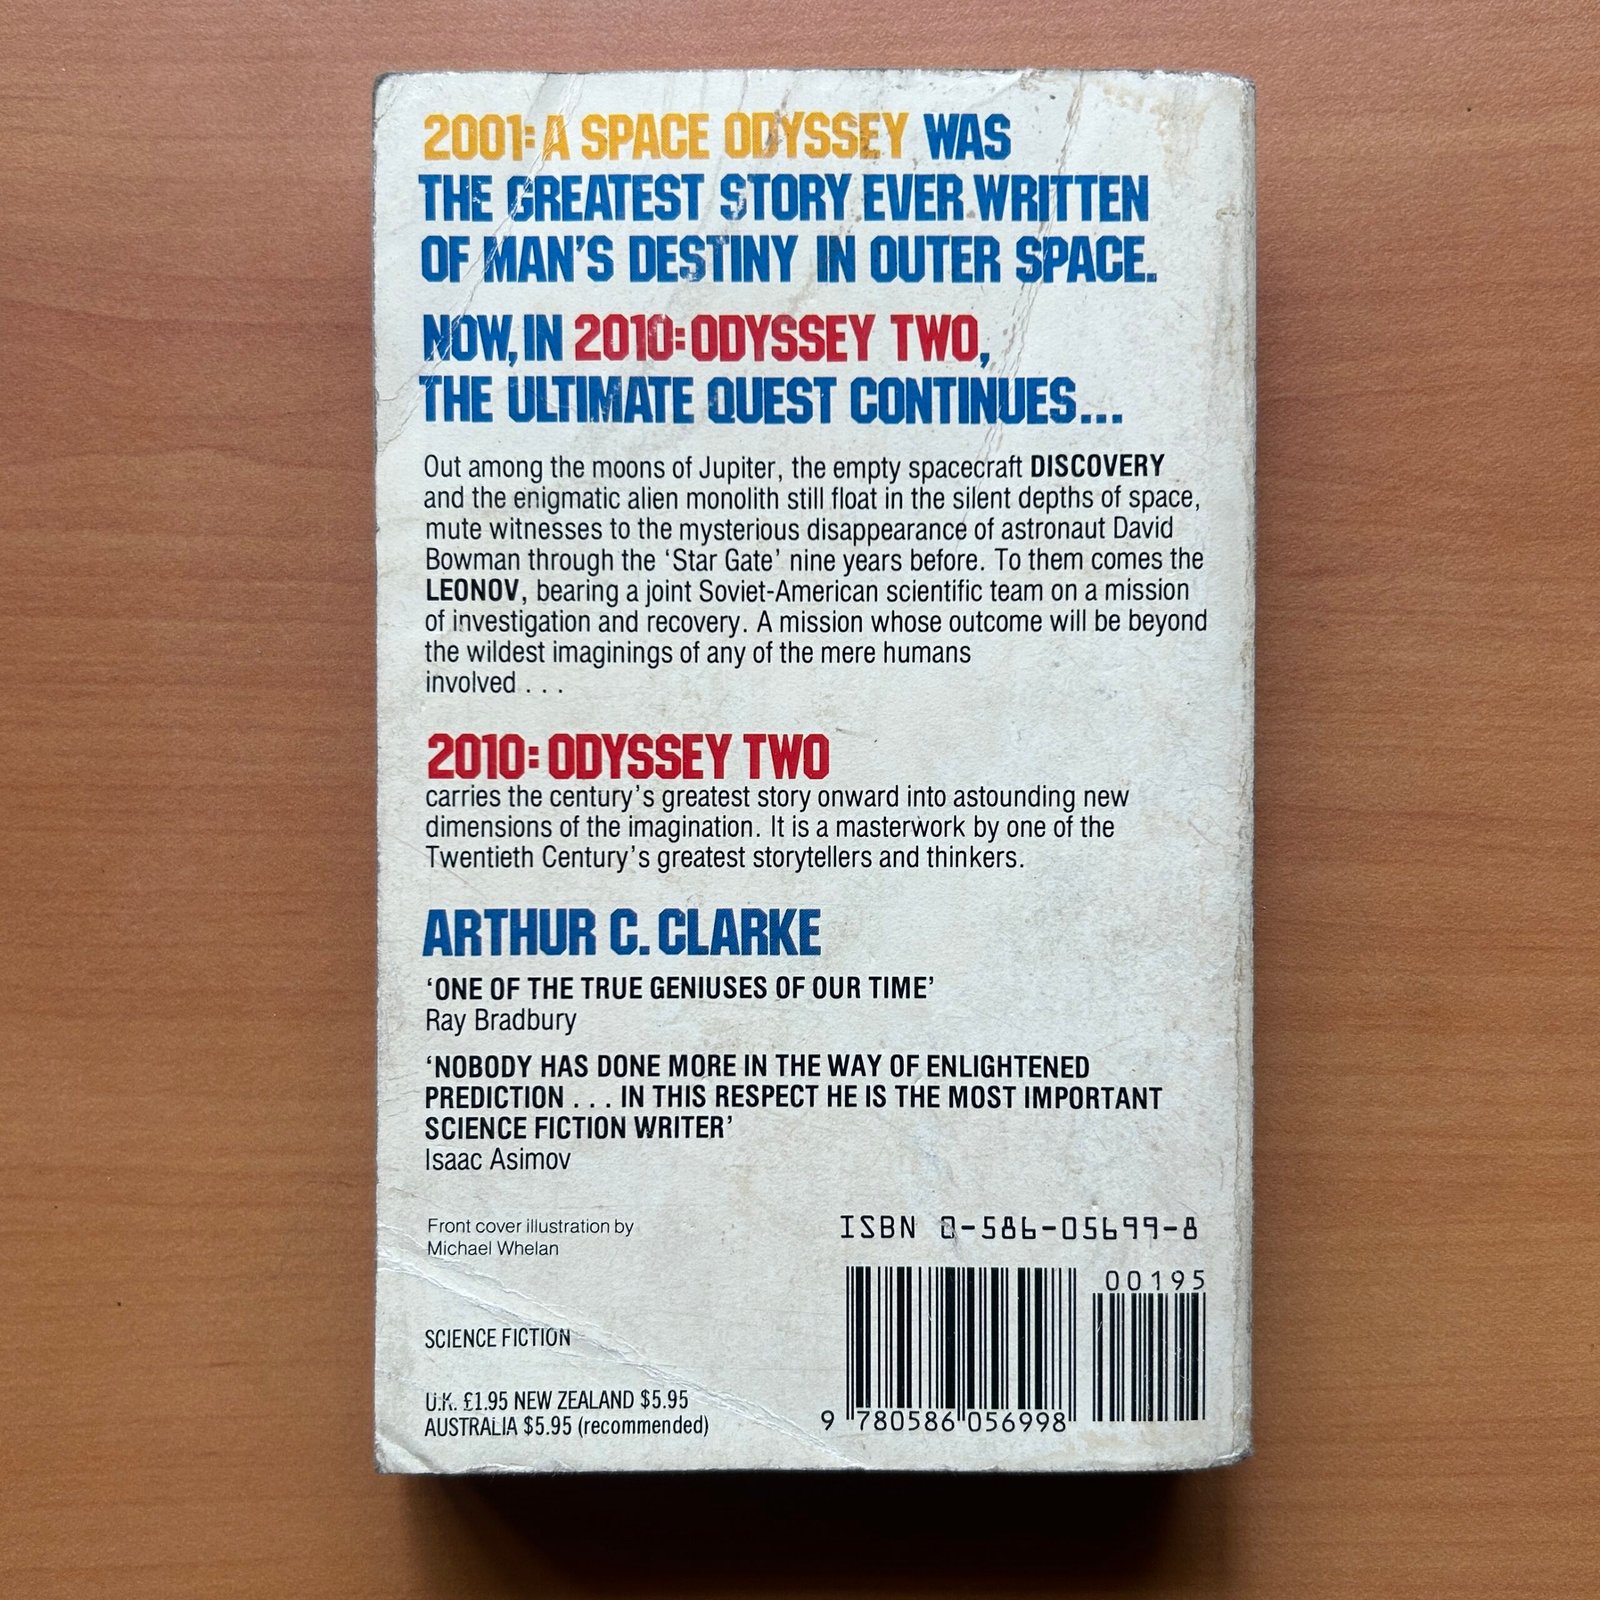 2001: A SPACE ODYSSEY WAS
THE GREATEST STORY EVER WRITTEN
OF MAN'S DESTINY IN OUTER SPACE.
NOW, IN 2010: ODYSSEY TWO,
THE ULTIMATE QUEST CONTINUES...
Out among the moons of Jupiter, the empty spacecraft DISCOVERY
and the enigmatic alien monolith still float in the silent depths of space,
mute witnesses to the mysterious disappearance of astronaut David
Bowman through the ‘Star Gate’ nine years before. To them comes the
LEONOV, bearing a joint Soviet-American scientific team on a mission
of investigation and recovery. A mission whose outcome will be beyond
the wildest imaginings of any of the mere humans
involved . . .
2010: ODYSSEY TWO
carries the century's greatest story onward into astounding new
dimensions of the imagination. It is a masterwork by one of the
Twentieth Century's greatest storytellers and thinkers.
ARTHUR C. CLARKE
‘ONE OF THE TRUE GENIUSES OF OUR TIME’
Ray Bradbury
‘NOBODY HAS DONE MORE IN THE WAY OF ENLIGHTENED
PREDICTION . . . IN THIS RESPECT HE IS THE MOST IMPORTANT
SCIENCE FICTION WRITER’
Isaac Asimov
Front cover illustration by
Michael Whelan
ISBN 0-586-05699-8
00195
SCIENCE FICTION
U.K. £1.95 NEW ZEALAND $5.95
AUSTRALIA $5.95 (recommended)
9 780586 056998